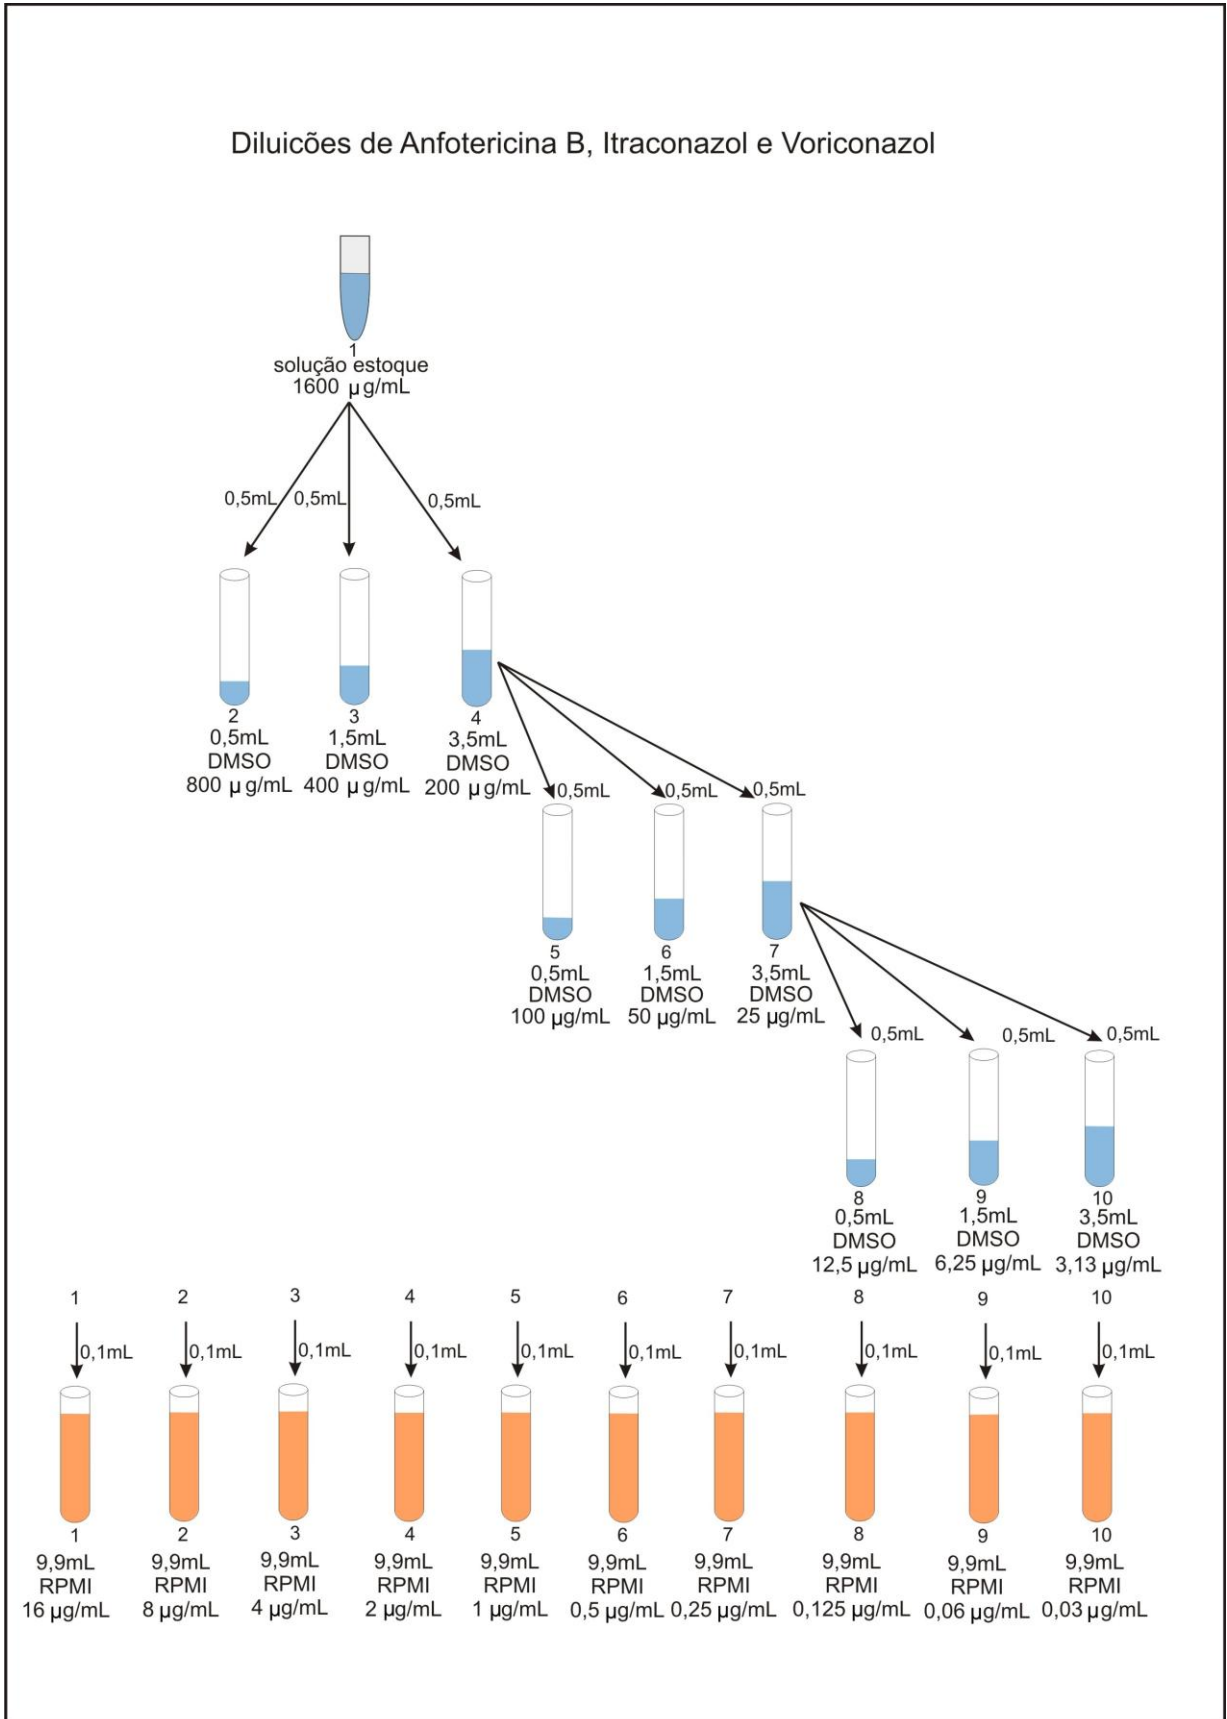 Diluicões de Anfotericina B, Itraconazol e Voriconazol
1
solução estoque
1600 µg/mL
0,5mL
0,5mL
0,5mL
2
0,5mL
DMSO
800 µg/mL
3
1,5mL
DMSO
400 µg/mL
4
3,5mL
DMSO
200 µg/mL
0,5mL
0,5mL
0,5mL
5
0,5mL
DMSO
100 µg/mL
6
1,5mL
DMSO
50 µg/mL
7
3,5mL
DMSO
25 µg/mL
0,5mL
0,5mL
0,5mL
8
0,5mL
DMSO
12,5 µg/mL
9
1,5mL
DMSO
6,25 µg/mL
10
3,5mL
DMSO
3,13 µg/mL
1
2
3
4
5
6
7
8
9
10
0,1mL
0,1mL
0,1mL
0,1mL
0,1mL
0,1mL
0,1mL
0,1mL
0,1mL
0,1mL
1
9,9mL
RPMI
16 µg/mL
2
9,9mL
RPMI
8 µg/mL
3
9,9mL
RPMI
4 µg/mL
4
9,9mL
RPMI
2 µg/mL
5
9,9mL
RPMI
1 µg/mL
6
9,9mL
RPMI
0,5 µg/mL
7
9,9mL
RPMI
0,25 µg/mL
8
9,9mL
RPMI
0,125 µg/mL
9
9,9mL
RPMI
0,06 µg/mL
10
9,9mL
RPMI
0,03 µg/mL